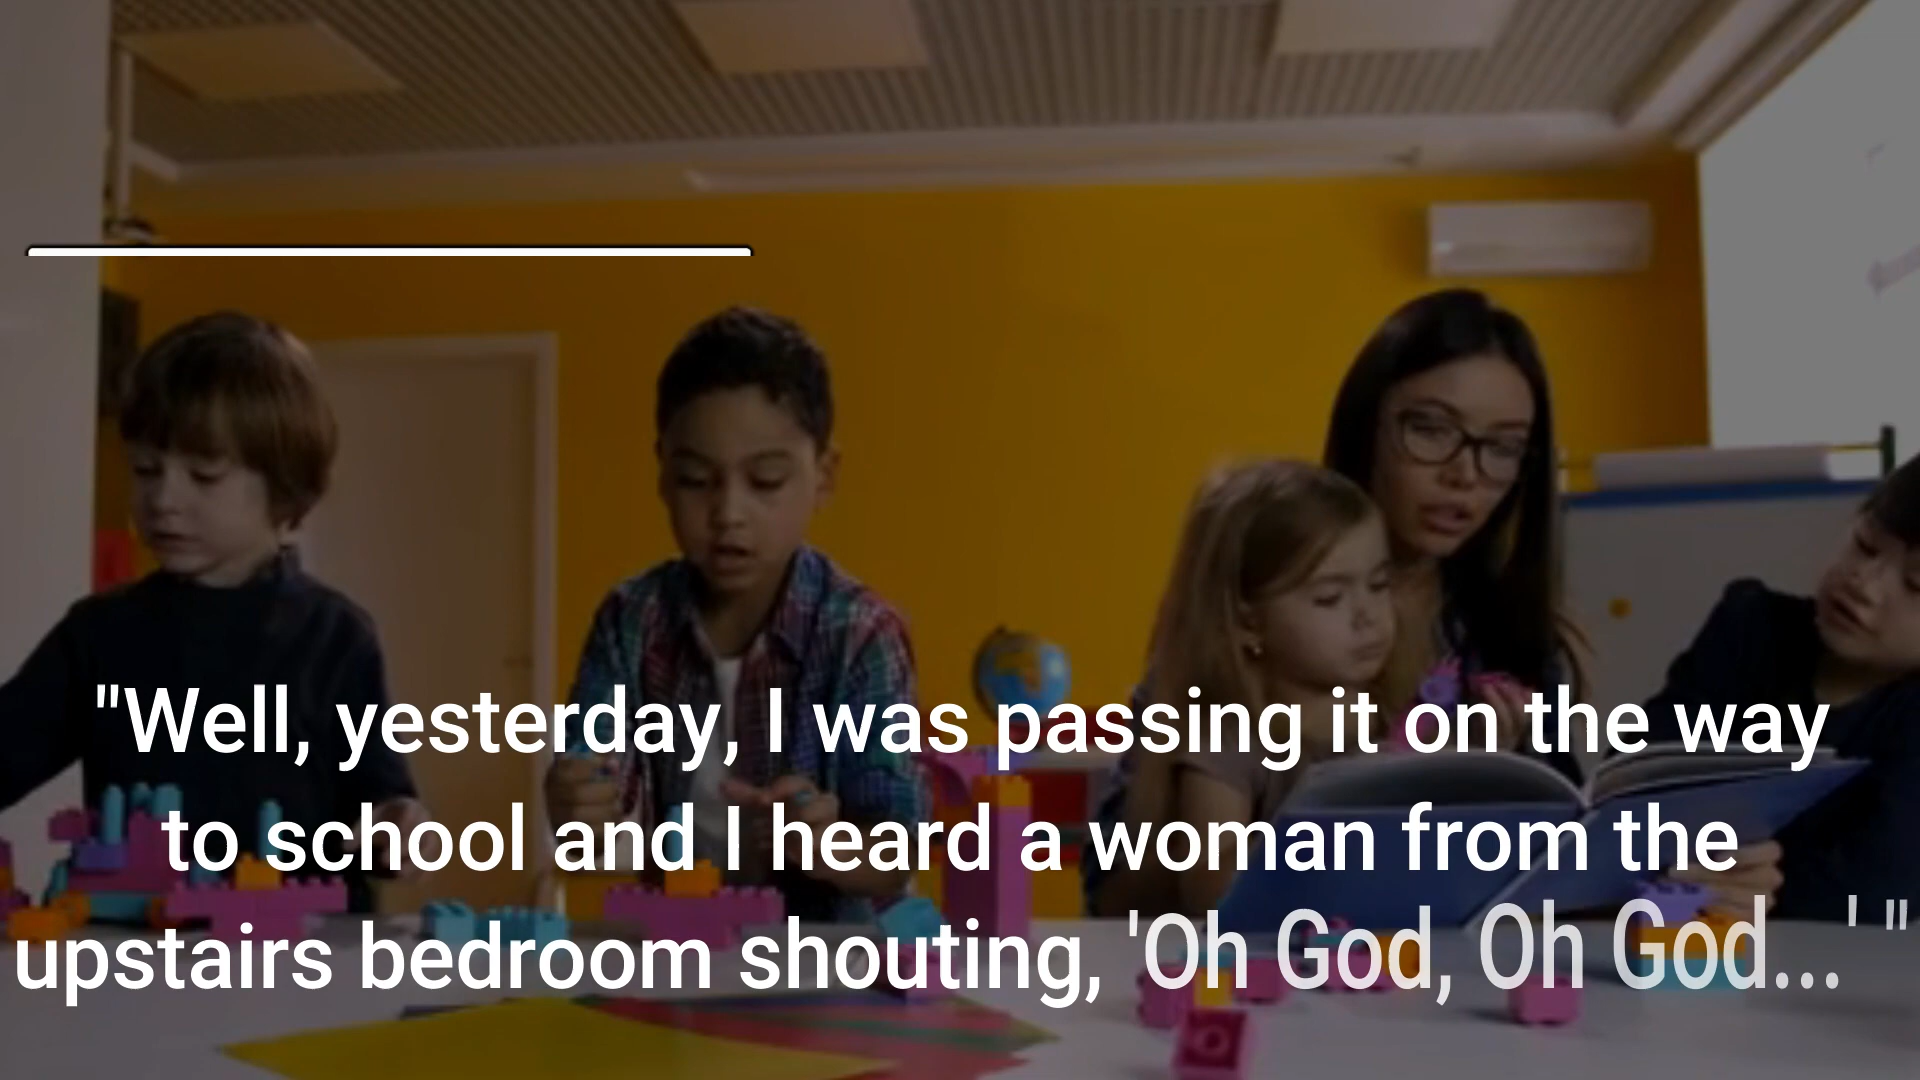 "Well, yesterday, I was passing it on the way
to school and I heard a woman from the
upstairs bedroom shouting, 'Oh God, Oh God...' "